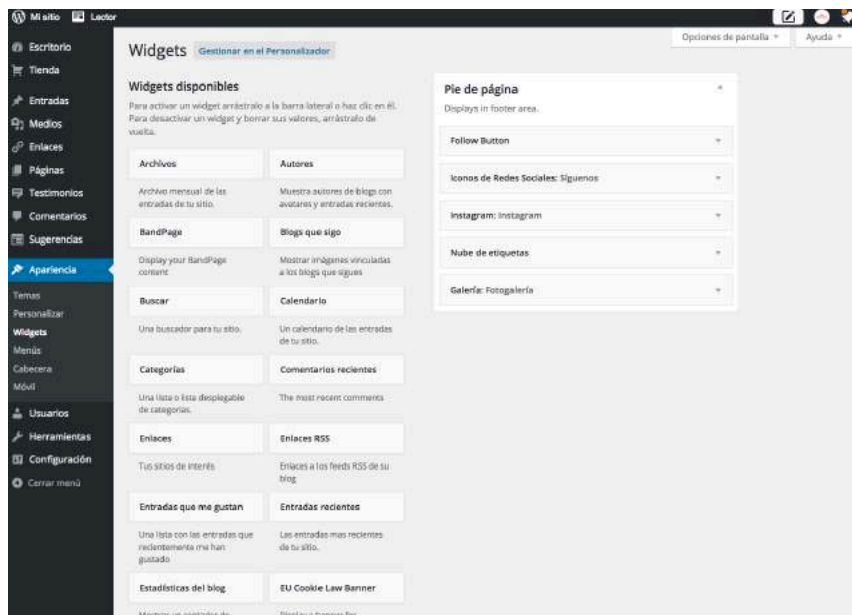 Mi sitio
Lector
Opciones de pantalla
Ayuda
Escritorio
Tienda
Entradas
Medios
Enlaces
Páginas
Testimonios
Comentarios
Sugerencias
Apariencia
Temas
Personalizar
Widgets
Menús
Cabecera
Móvil
Usuarios
Herramientas
Configuración
Cerrar menú
Widgets
Gestionar en el Personalizador
Widgets disponibles
Para activar un widget arrástralo a la barra lateral o haz clic en él.
Para desactivar un widget y borrar sus valores, arrástralo de
vuelta.
Archivos
Autores
Archivo mensual de las
entradas de tu sitio.
Muestra autores de blogs con
avatares y entradas recientes.
BandPage
Blogs que sigo
Display your BandPage
content
Mostrar imágenes vinculadas
a los blogs que sigues
Buscar
Calendario
Una buscador para tu sitio.
Un calendario de las entradas
de tu sitio.
Categorías
Comentarios recientes
Una lista o lista desplegable
de categorías.
The most recent comments
Enlaces
Enlaces RSS
Tus sitios de interés
Enlaces a los feeds RSS de su
blog
Entradas que me gustan
Entradas recientes
Una lista con las entradas que
recientemente me han
gustado
Las entradas mas recientes
de tu sitio.
Estadísticas del blog
EU Cookie Law Banner
Pie de página
Displays in footer area.
Follow Button
Iconos de Redes Sociales: Síguenos
Instagram: Instagram
Nube de etiquetas
Galería: Fotogalería